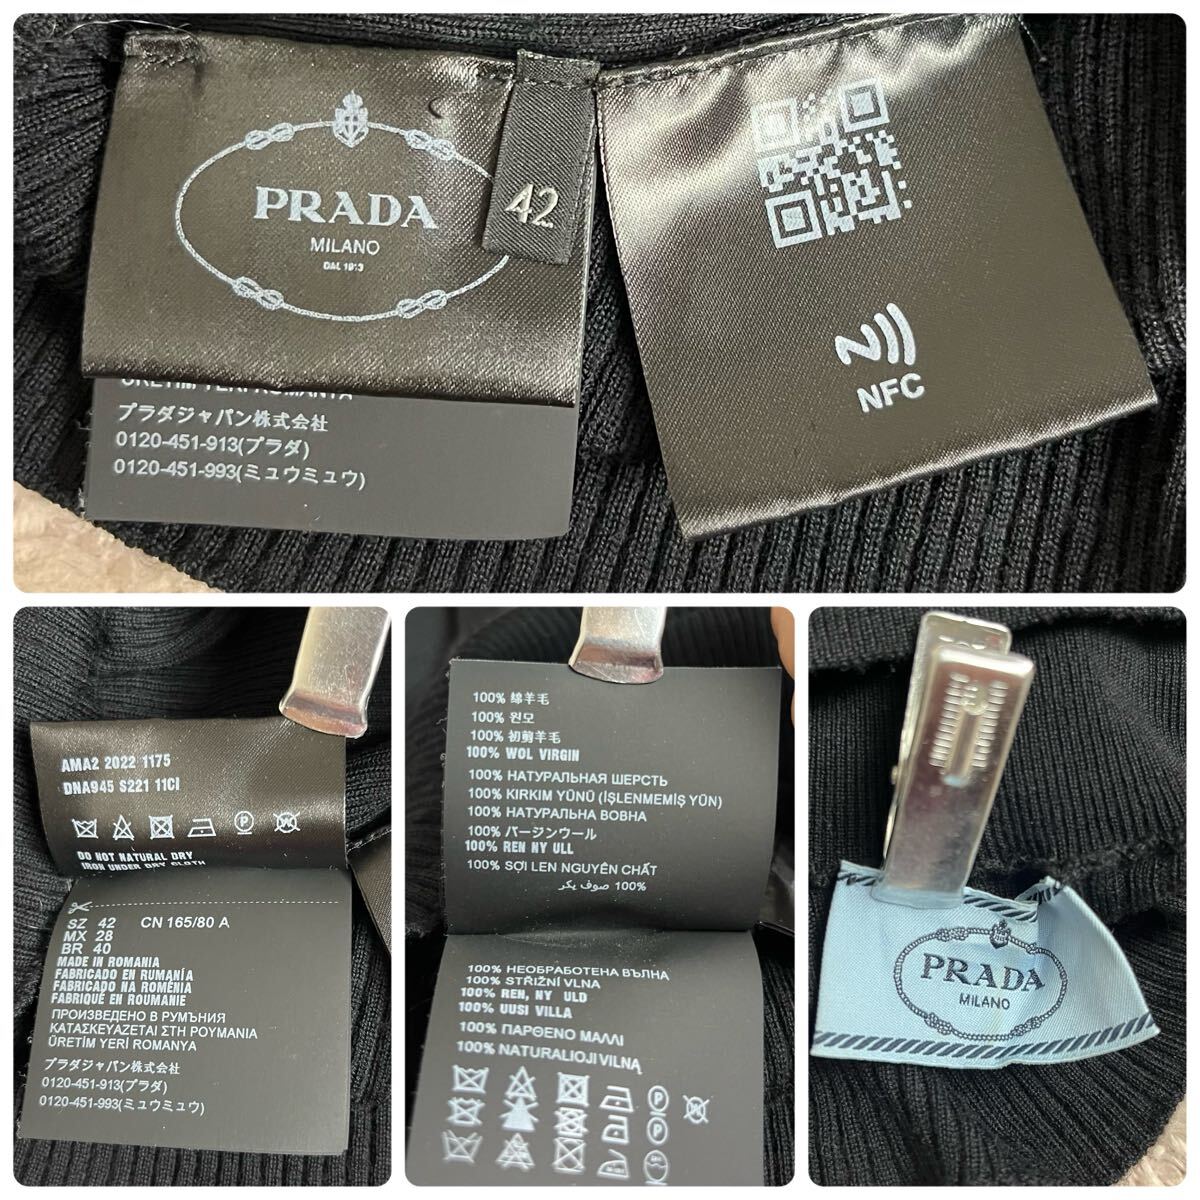 PRADA
MILANO
DAL 1913
42
NFC
ÜRETİM YERİ ROMANYA
プラダジャパン株式会社
0120-451-913(プラダ)
0120-451-993(ミュウミュウ)
AMA2 2022 1175
DNA945 S221 11CI
DO NOT NATURAL DRY
IRON UNDER DRY CLOTH
SZ 42 CN 165/80 A
MX 28
BR 40
MADE IN ROMANIA
FABRICADO EN RUMANÍA
FABRICADO NA ROMÉNIA
FABRIQUÉ EN ROUMANIE
ПРОИЗВЕДЕНО В РУМЪНИЯ
ΚΑΤΑΣΚΕΥΑΖΕΤΑΙ ΣΤΗ ΡΟΥΜΑΝΙΑ
ÜRETİM YERİ ROMANYA
プラダジャパン株式会社
0120-451-913(プラダ)
0120-451-993(ミュウミュウ)
100% 绵羊毛
100% 원모
100% 初剪羊毛
100% WOL VIRGIN
100% НАТУРАЛЬНАЯ ШЕРСТЬ
100% KIRKIM YÜNÜ (İŞLENMEMİŞ YÜN)
100% НАТУРАЛЬНА ВОВНА
100% バージンウール
100% REN NY ULL
100% SỢI LEN NGUYÊN CHẤT
100% صوف بكر
100% НЕОБРАБОТЕНА ВЪЛНА
100% STŘIŽNÍ VLNA
100% REN, NY ULD
100% UUSI VILLA
100% ΠΑΡΘΕΝΟ ΜΑΛΛΙ
100% NATURALIOJI VILNA
PRADA
MILANO